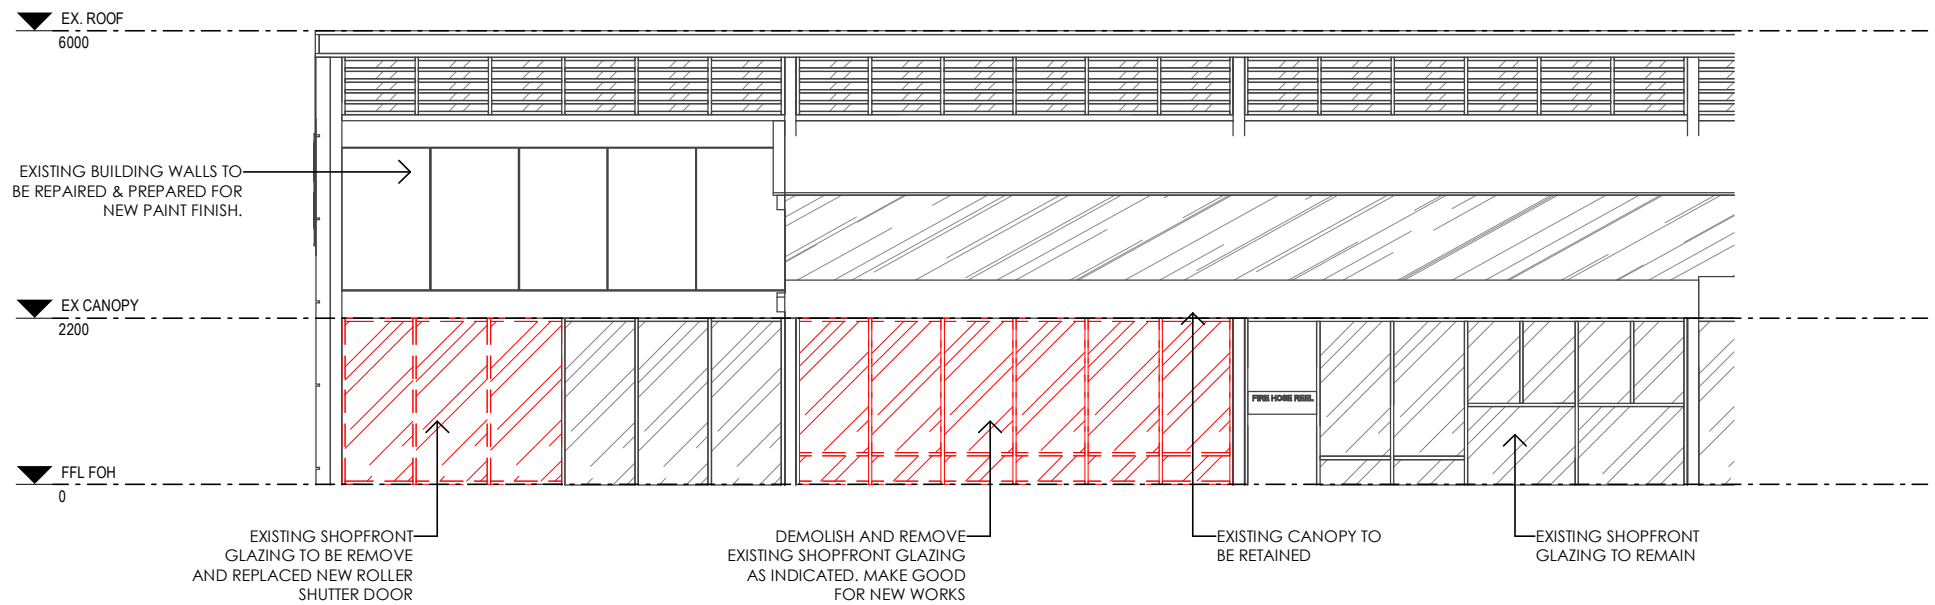 EX. ROOF
6000
EXISTING BUILDING WALLS TO
BE REPAIRED & PREPARED FOR
NEW PAINT FINISH.
EX CANOPY
2200
FIRE HOSE REEL
FFL FOH
0
EXISTING SHOPFRONT
GLAZING TO BE REMOVE
AND REPLACED NEW ROLLER
SHUTTER DOOR
DEMOLISH AND REMOVE
EXISTING SHOPFRONT GLAZING
AS INDICATED. MAKE GOOD
FOR NEW WORKS
EXISTING CANOPY TO
BE RETAINED
EXISTING SHOPFRONT
GLAZING TO REMAIN